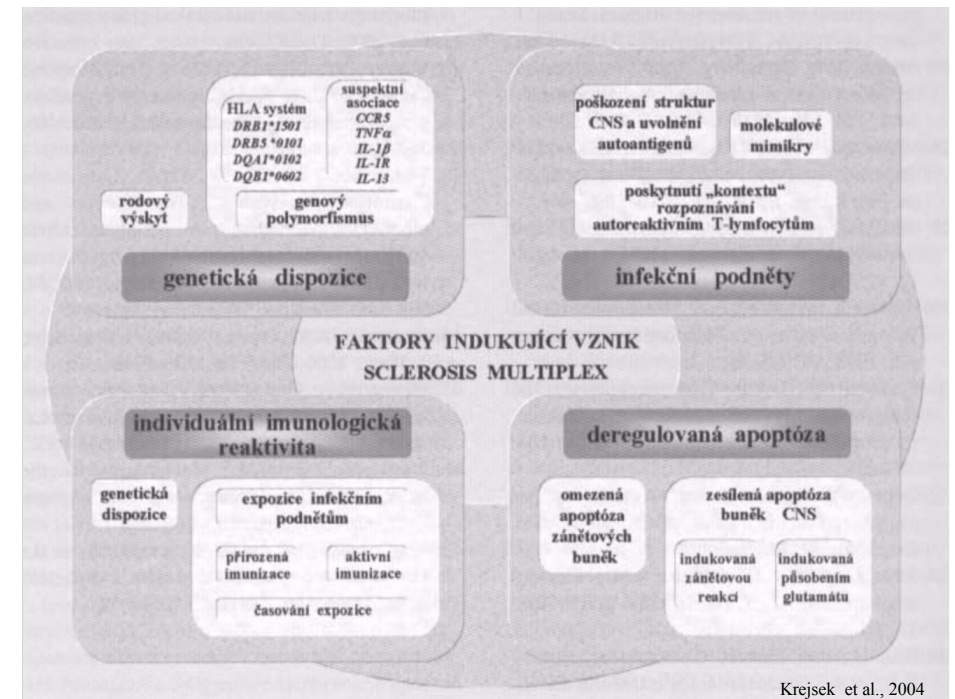 HLA systém
DRB1*1501
DRB5 *0101
DQA1*0102
DQB1*0602
suspektní
asociace
CCR5
TNFα
IL-1β
IL-1R
IL-13
rodový
výskyt
genový
polymorfismus
genetická dispozice
poškození struktur
CNS a uvolnění
autoantigenů
molekulové
mimikry
poskytnutí „kontextu“
rozpoznávání
autoreaktivním T-lymfocytům
infekční podněty
FAKTORY INDUKUJÍCÍ VZNIK
SCLEROSIS MULTIPLEX
individuální imunologická
reaktivita
genetická
dispozice
expozice infekčním
podnětům
přirozená
imunizace
aktivní
imunizace
časování expozice
deregulovaná apoptóza
omezená
apoptóza
zánětových
buněk
zesílená apoptóza
buněk CNS
indukovaná
zánětovou
reakcí
indukovaná
působením
glutamátu
Krejsek et al., 2004